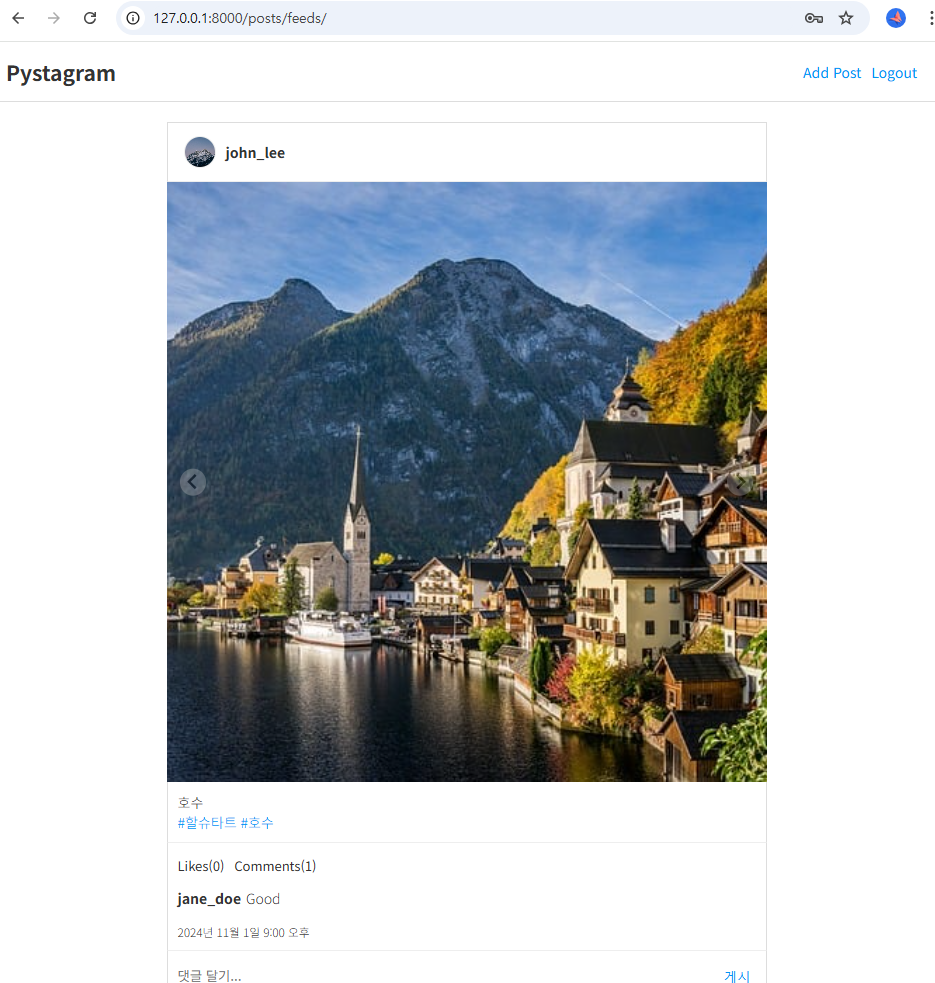 127.0.0.1:8000/posts/feeds/
Pystagram
Add Post Logout
john_lee
호수
#할슈타트 #호수
Likes(0) Comments(1)
jane_doe Good
2024년 11월 1일 9:00 오후
댓글 달기... 게시